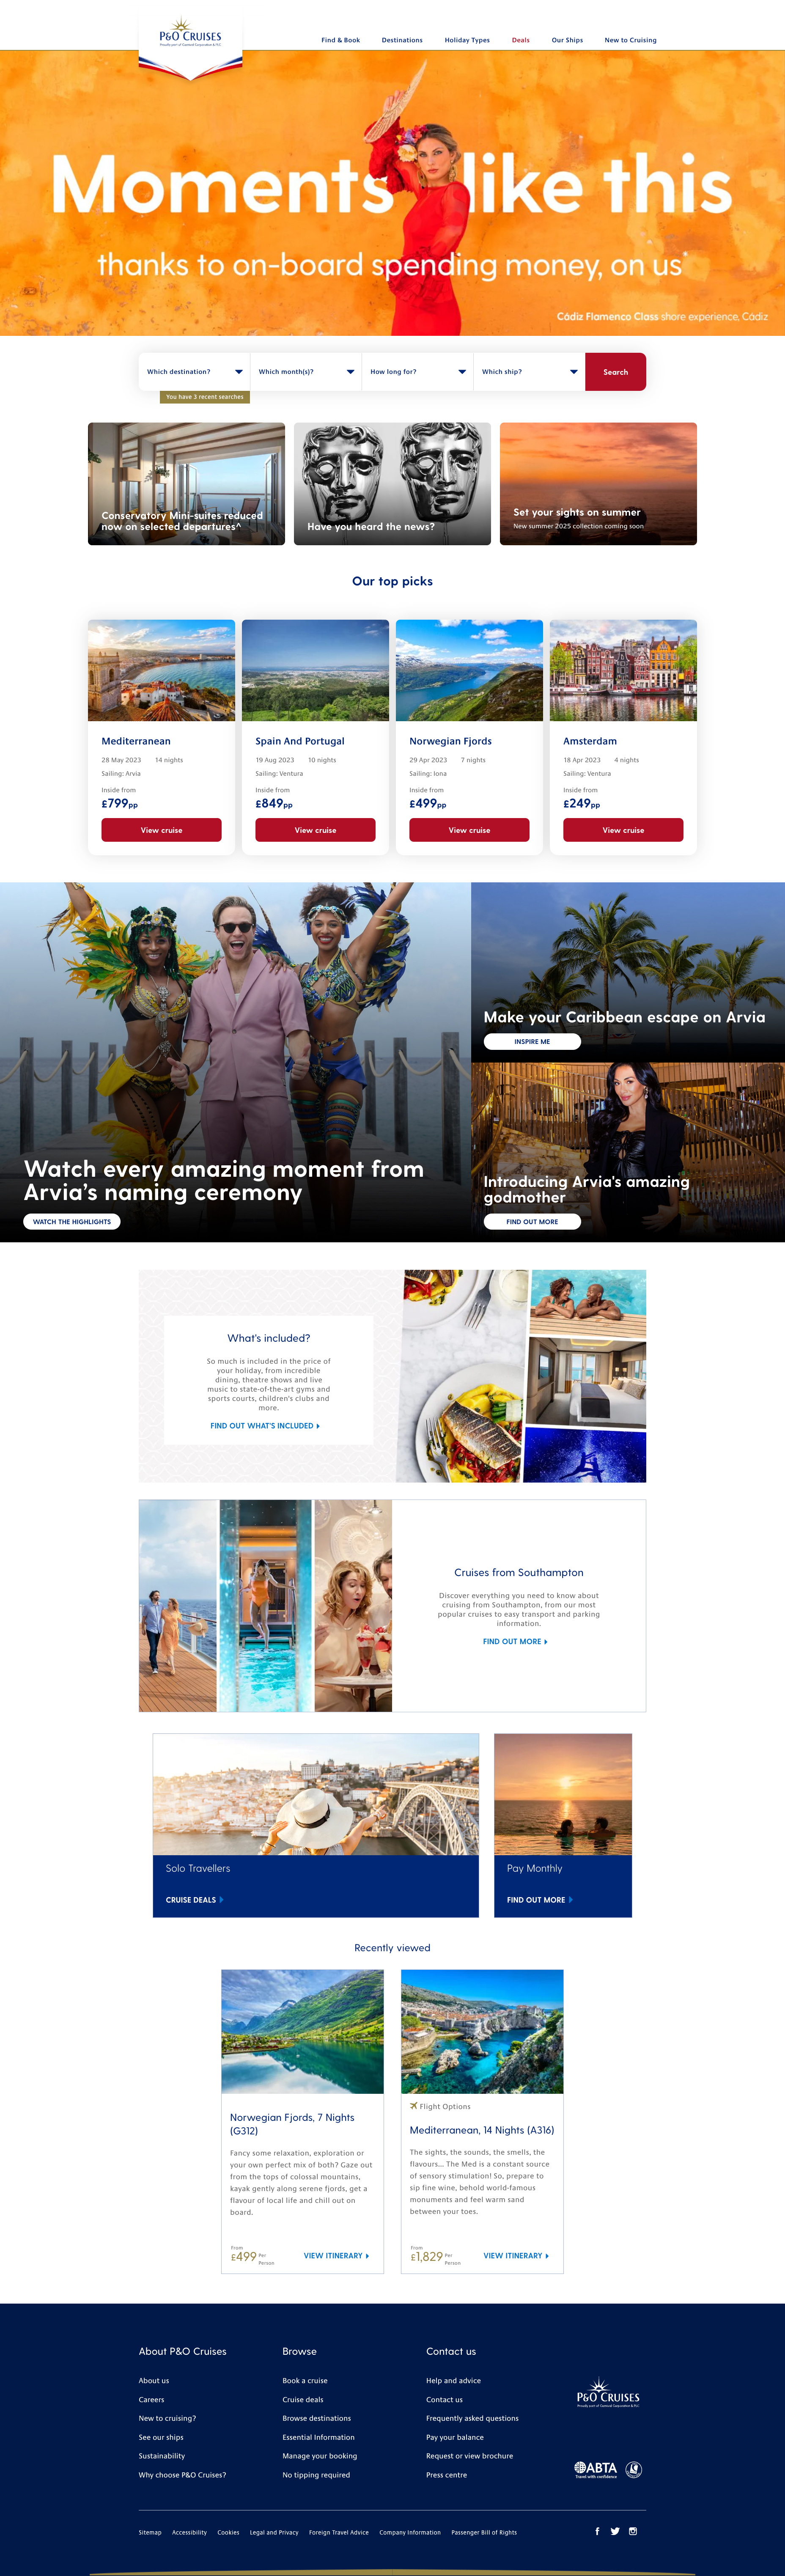 P&O CRUISES
Proudly part of Carnival Corporation & PLC
Find & Book
Destinations
Holiday Types
Deals
Our Ships
New to Cruising
Moments like this
thanks to on-board spending money, on us*
Cádiz Flamenco Class shore experience, Cádiz
Which destination?
Which month(s)?
How long for?
Which ship?
Search
You have 3 recent searches
Conservatory Mini-suites reduced
now on selected departures^
Have you heard the news?
Set your sights on summer
New summer 2025 collection coming soon
Our top picks
Mediterranean
28 May 2023 14 nights
Sailing: Arvia
Inside from
£799pp
View cruise
Spain And Portugal
19 Aug 2023 10 nights
Sailing: Ventura
Inside from
£849pp
View cruise
Norwegian Fjords
29 Apr 2023 7 nights
Sailing: Iona
Inside from
£499pp
View cruise
Amsterdam
18 Apr 2023 4 nights
Sailing: Ventura
Inside from
£249pp
View cruise
Watch every amazing moment from
Arvia's naming ceremony
WATCH THE HIGHLIGHTS
Make your Caribbean escape on Arvia
INSPIRE ME
Introducing Arvia's amazing
godmother
FIND OUT MORE
What's included?
So much is included in the price of
your holiday, from incredible
dining, theatre shows and live
music to state-of-the-art gyms and
sports courts, children's clubs and
more.
FIND OUT WHAT'S INCLUDED
Cruises from Southampton
Discover everything you need to know about
cruising from Southampton, from our most
popular cruises to easy transport and parking
information.
FIND OUT MORE
Solo Travellers
CRUISE DEALS
Pay Monthly
FIND OUT MORE
Recently viewed
Norwegian Fjords, 7 Nights
(G312)
Fancy some relaxation, exploration or
your own perfect mix of both? Gaze out
from the tops of colossal mountains,
kayak gently along serene fjords, get a
flavour of local life and chill out on
board.
From
£499 Per Person
VIEW ITINERARY
Flight Options
Mediterranean, 14 Nights (A316)
The sights, the sounds, the smells, the
flavours... The Med is a constant source
of sensory stimulation! So, prepare to
sip fine wine, behold world-famous
monuments and feel warm sand
between your toes.
From
£1,829 Per Person
VIEW ITINERARY
About P&O Cruises
About us
Careers
New to cruising?
See our ships
Sustainability
Why choose P&O Cruises?
Browse
Book a cruise
Cruise deals
Browse destinations
Essential Information
Manage your booking
No tipping required
Contact us
Help and advice
Contact us
Frequently asked questions
Pay your balance
Request or view brochure
Press centre
P&O CRUISES
Proudly part of Carnival Corporation & PLC
ABTA
Travel with confidence
Sitemap
Accessibility
Cookies
Legal and Privacy
Foreign Travel Advice
Company Information
Passenger Bill of Rights